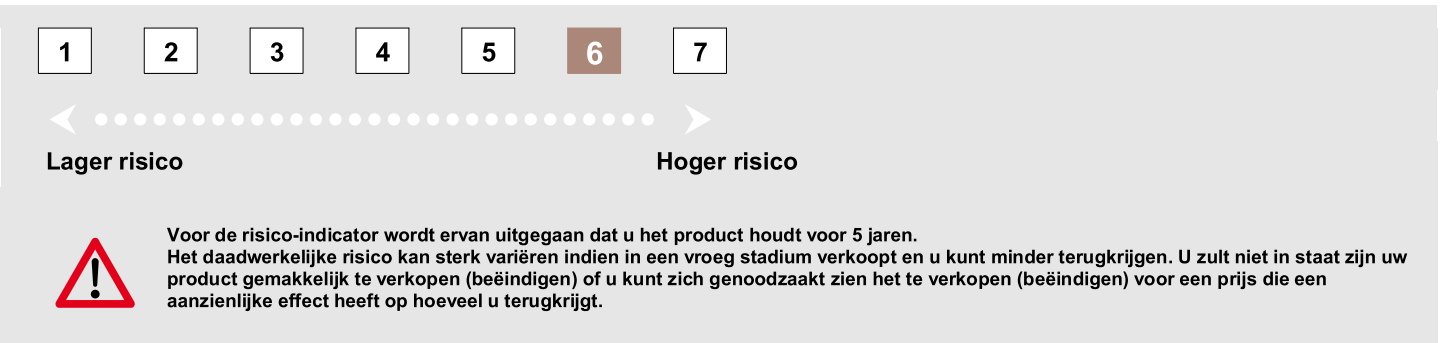 1 2 3 4 5 6 7
Lager risico Hoger risico
Voor de risico-indicator wordt ervan uitgegaan dat u het product houdt voor 5 jaren.
Het daadwerkelijke risico kan sterk variëren indien in een vroeg stadium verkoopt en u kunt minder terugkrijgen. U zult niet in staat zijn uw
product gemakkelijk te verkopen (beëindigen) of u kunt zich genoodzaakt zien het te verkopen (beëindigen) voor een prijs die een
aanzienlijke effect heeft op hoeveel u terugkrijgt.